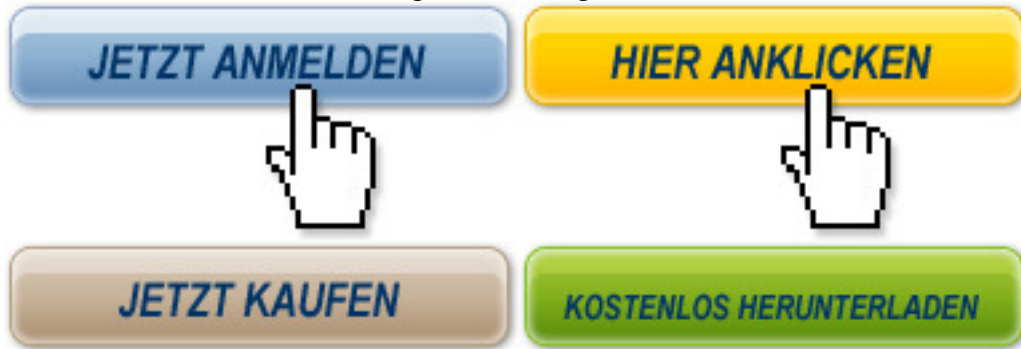 JETZT ANMELDEN
HIER ANKLICKEN
JETZT KAUFEN
KOSTENLOS HERUNTERLADEN